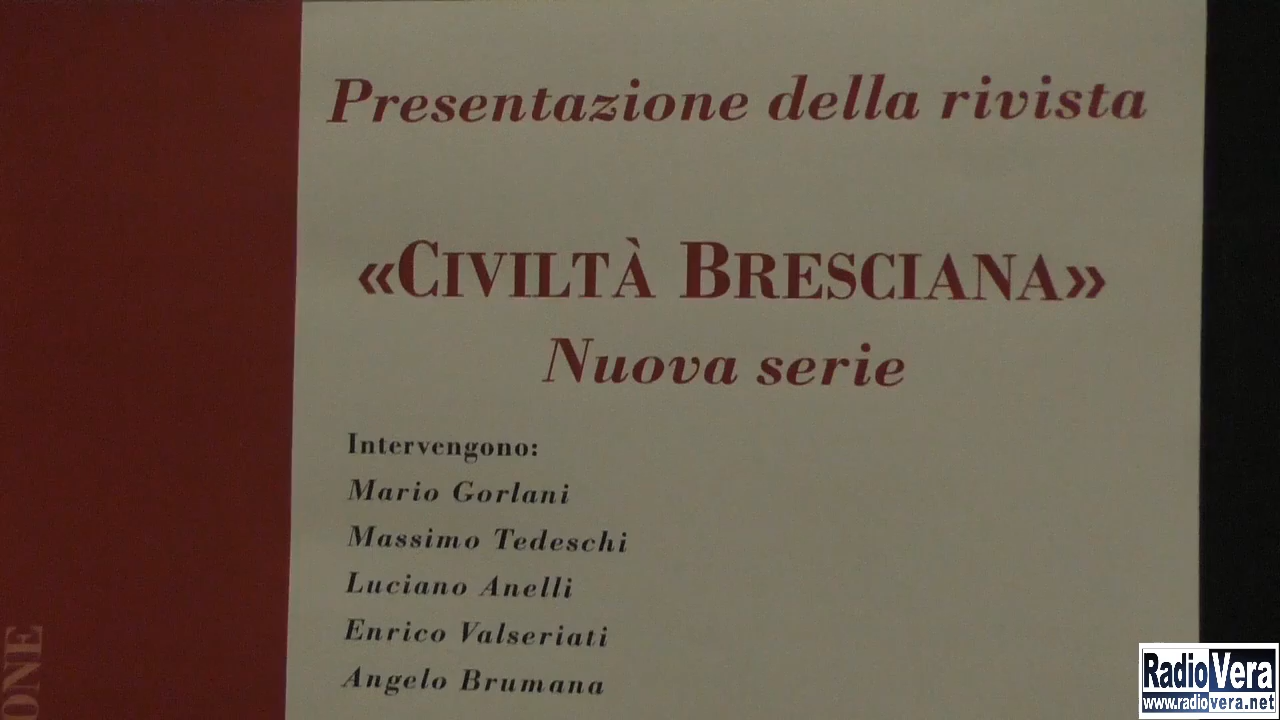 Presentazione della rivista
«CIVILTÀ BRESCIANA»
Nuova serie
Intervengono:
Mario Gorlani
Massimo Tedeschi
Luciano Anelli
Enrico Valseriati
Angelo Brumana
ONE
RadioVera
www.radiovera.net